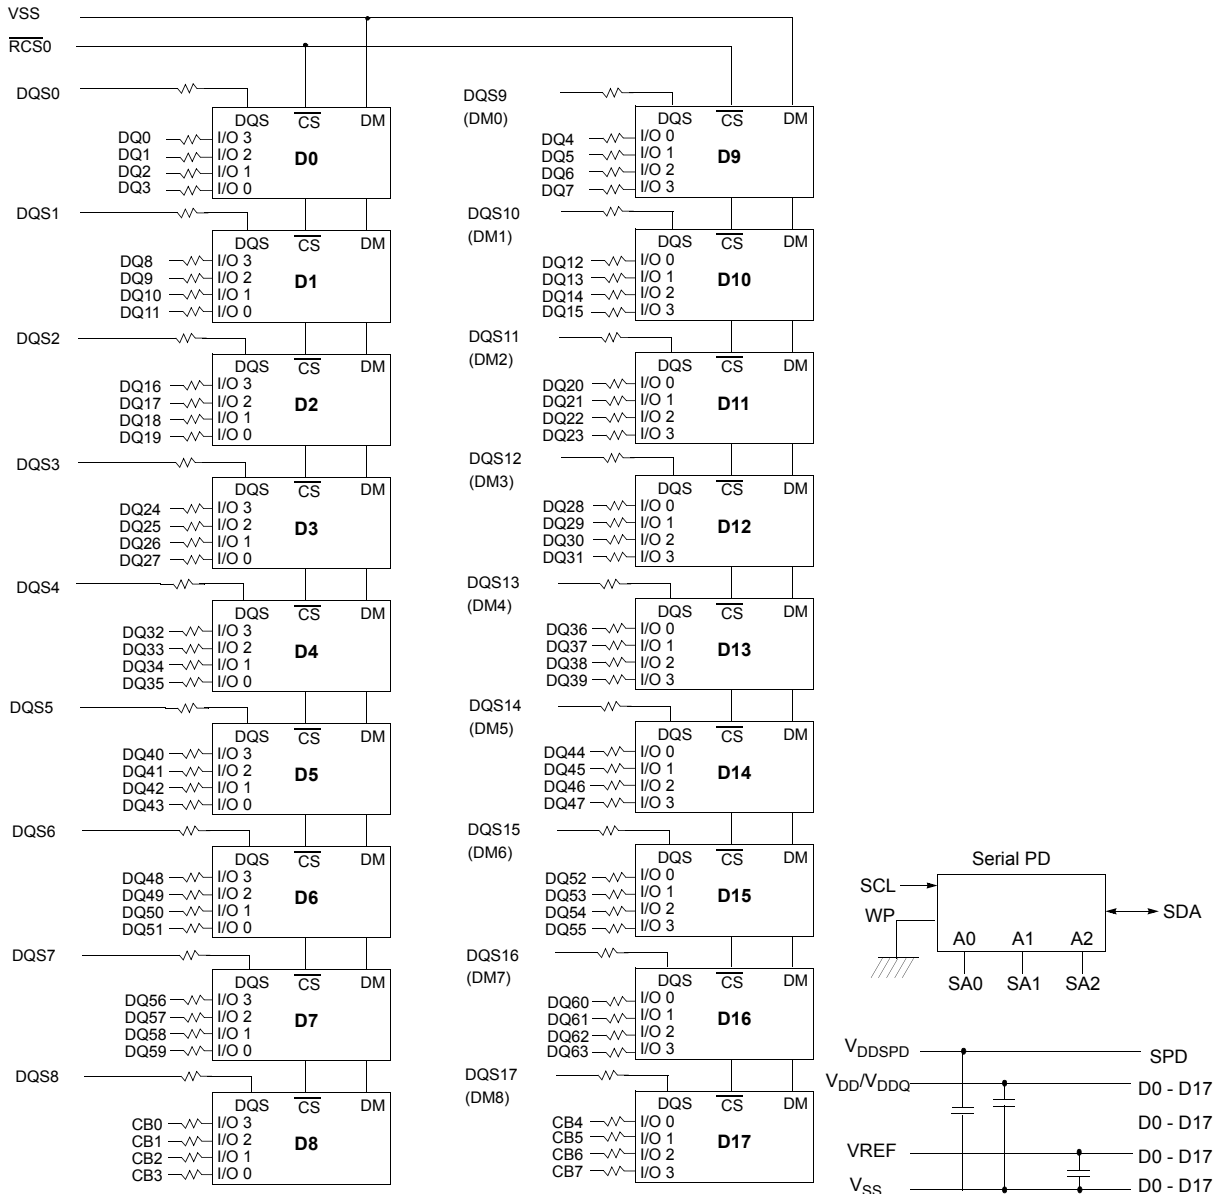 VSS
RCS0
DQS0
DQS CS DM
DQ0 I/O 3
DQ1 I/O 2
DQ2 I/O 1
DQ3 I/O 0
D0
DQS1
DQS CS DM
DQ8 I/O 3
DQ9 I/O 2
DQ10 I/O 1
DQ11 I/O 0
D1
DQS2
DQS CS DM
DQ16 I/O 3
DQ17 I/O 2
DQ18 I/O 1
DQ19 I/O 0
D2
DQS3
DQS CS DM
DQ24 I/O 3
DQ25 I/O 2
DQ26 I/O 1
DQ27 I/O 0
D3
DQS4
DQS CS DM
DQ32 I/O 3
DQ33 I/O 2
DQ34 I/O 1
DQ35 I/O 0
D4
DQS5
DQS CS DM
DQ40 I/O 3
DQ41 I/O 2
DQ42 I/O 1
DQ43 I/O 0
D5
DQS6
DQS CS DM
DQ48 I/O 3
DQ49 I/O 2
DQ50 I/O 1
DQ51 I/O 0
D6
DQS7
DQS CS DM
DQ56 I/O 3
DQ57 I/O 2
DQ58 I/O 1
DQ59 I/O 0
D7
DQS8
DQS CS DM
CB0 I/O 3
CB1 I/O 2
CB2 I/O 1
CB3 I/O 0
D8
DQS9
(DM0)
DQS CS DM
DQ4 I/O 0
DQ5 I/O 1
DQ6 I/O 2
DQ7 I/O 3
D9
DQS10
(DM1)
DQS CS DM
DQ12 I/O 0
DQ13 I/O 1
DQ14 I/O 2
DQ15 I/O 3
D10
DQS11
(DM2)
DQS CS DM
DQ20 I/O 0
DQ21 I/O 1
DQ22 I/O 2
DQ23 I/O 3
D11
DQS12
(DM3)
DQS CS DM
DQ28 I/O 0
DQ29 I/O 1
DQ30 I/O 2
DQ31 I/O 3
D12
DQS13
(DM4)
DQS CS DM
DQ36 I/O 0
DQ37 I/O 1
DQ38 I/O 2
DQ39 I/O 3
D13
DQS14
(DM5)
DQS CS DM
DQ44 I/O 0
DQ45 I/O 1
DQ46 I/O 2
DQ47 I/O 3
D14
DQS15
(DM6)
DQS CS DM
DQ52 I/O 0
DQ53 I/O 1
DQ54 I/O 2
DQ55 I/O 3
D15
DQS16
(DM7)
DQS CS DM
DQ60 I/O 0
DQ61 I/O 1
DQ62 I/O 2
DQ63 I/O 3
D16
DQS17
(DM8)
DQS CS DM
CB4 I/O 0
CB5 I/O 1
CB6 I/O 2
CB7 I/O 3
D17
Serial PD
SCL
WP
SDA
A0 A1 A2
SA0 SA1 SA2
VDDSPD SPD
VDD/VDDQ D0 - D17
D0 - D17
VREF D0 - D17
VSS D0 - D17